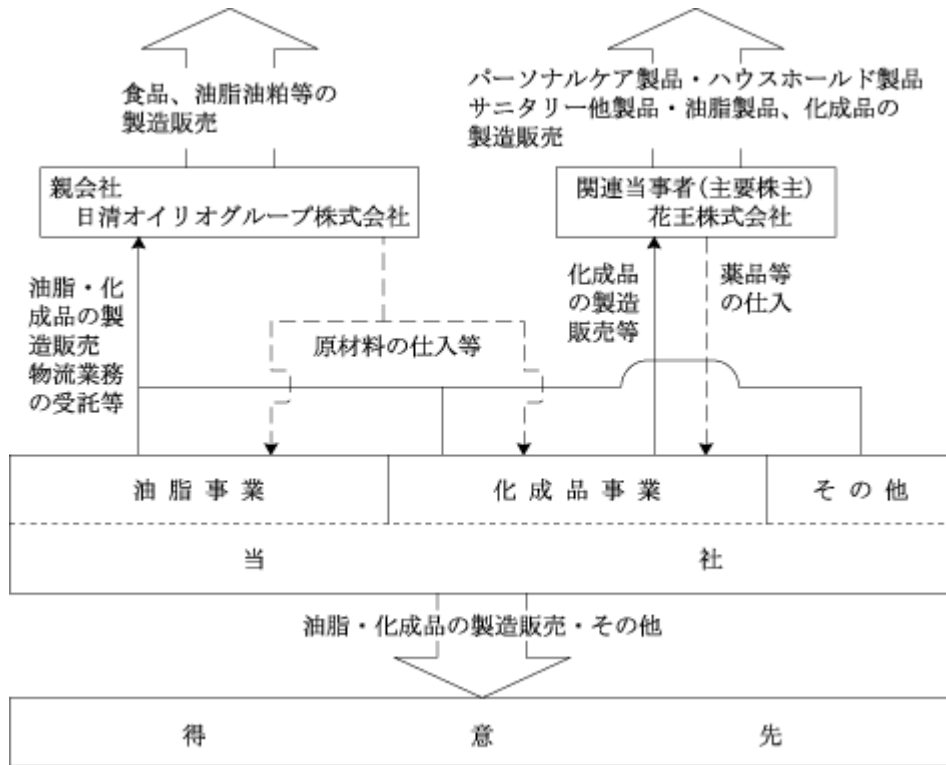 食品、油脂油粕等の
製造販売
パーソナルケア製品・ハウスホールド製品
サニタリー他製品・油脂製品、化成品の
製造販売
親会社
日清オイリオグループ株式会社
関連当事者(主要株主)
花王株式会社
油脂・化
成品の製
造販売
物流業務
の受託等
原材料の仕入等
化成品
の製造
販売等
薬品等
の仕入
油脂事業
化成品事業
その他
当社
油脂・化成品の製造販売・その他
得意先